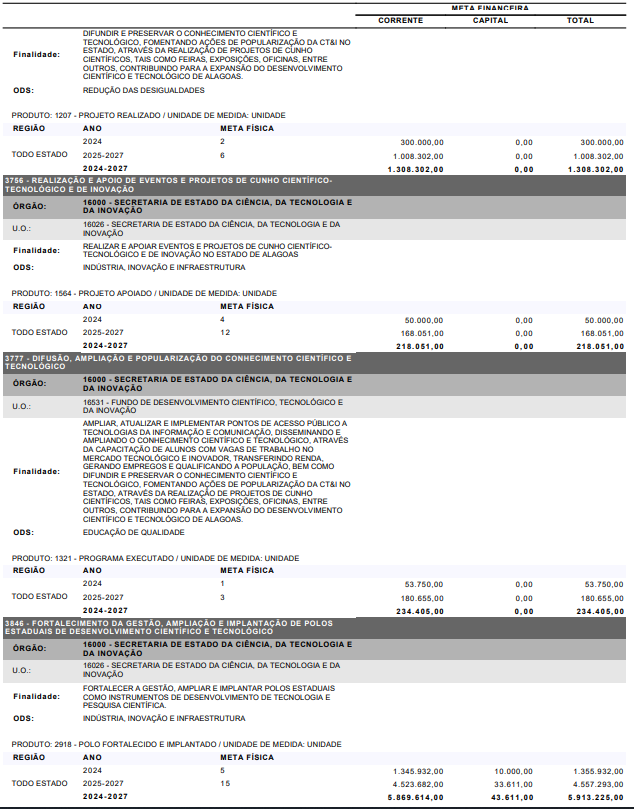 META FINANCEIRA
CORRENTE CAPITAL TOTAL
DIFUNDIR E PRESERVAR O CONHECIMENTO CIENTÍFICO E
TECNOLÓGICO, FOMENTANDO AÇÕES DE POPULARIZAÇÃO DA CT&I NO
ESTADO, ATRAVÉS DA REALIZAÇÃO DE PROJETOS DE CUNHO
Finalidade: CIENTÍFICOS, TAIS COMO FEIRAS, EXPOSIÇÕES, OFICINAS, ENTRE
OUTROS, CONTRIBUINDO PARA A EXPANSÃO DO DESENVOLVIMENTO
CIENTÍFICO E TECNOLÓGICO DE ALAGOAS.
ODS: REDUÇÃO DAS DESIGUALDADES
PRODUTO: 1207 - PROJETO REALIZADO / UNIDADE DE MEDIDA: UNIDADE
REGIÃO ANO META FÍSICA
2024 2 300.000,00 0,00 300.000,00
TODO ESTADO 2025-2027 6 1.008.302,00 0,00 1.008.302,00
2024-2027 1.308.302,00 0,00 1.308.302,00
3756 - REALIZAÇÃO E APOIO DE EVENTOS E PROJETOS DE CUNHO CIENTÍFICO-
TECNOLÓGICO E DE INOVAÇÃO
ÓRGÃO: 16000 - SECRETARIA DE ESTADO DA CIÊNCIA, DA TECNOLOGIA E
DA INOVAÇÃO
U.O.: 16026 - SECRETARIA DE ESTADO DA CIÊNCIA, DA TECNOLOGIA E DA
INOVAÇÃO
Finalidade: REALIZAR E APOIAR EVENTOS E PROJETOS DE CUNHO CIENTÍFICO-
TECNOLÓGICO E DE INOVAÇÃO NO ESTADO DE ALAGOAS
ODS: INDÚSTRIA, INOVAÇÃO E INFRAESTRUTURA
PRODUTO: 1564 - PROJETO APOIADO / UNIDADE DE MEDIDA: UNIDADE
REGIÃO ANO META FÍSICA
2024 4 50.000,00 0,00 50.000,00
TODO ESTADO 2025-2027 12 168.051,00 0,00 168.051,00
2024-2027 218.051,00 0,00 218.051,00
3777 - DIFUSÃO, AMPLIAÇÃO E POPULARIZAÇÃO DO CONHECIMENTO CIENTÍFICO E
TECNOLÓGICO
ÓRGÃO: 16000 - SECRETARIA DE ESTADO DA CIÊNCIA, DA TECNOLOGIA E
DA INOVAÇÃO
U.O.: 16531 - FUNDO DE DESENVOLVIMENTO CIENTÍFICO, TECNOLÓGICO E
DA INOVAÇÃO
AMPLIAR, ATUALIZAR E IMPLEMENTAR PONTOS DE ACESSO PÚBLICO A
TECNOLOGIAS DA INFORMAÇÃO E COMUNICAÇÃO, DISSEMINANDO E
AMPLIANDO O CONHECIMENTO CIENTÍFICO E TECNOLÓGICO, ATRAVÉS
DA CAPACITAÇÃO DE ALUNOS COM VAGAS DE TRABALHO NO
MERCADO TECNOLÓGICO E INOVADOR, TRANSFERINDO RENDA,
Finalidade: GERANDO EMPREGOS E QUALIFICANDO A POPULAÇÃO, BEM COMO
DIFUNDIR E PRESERVAR O CONHECIMENTO CIENTÍFICO E
TECNOLÓGICO, FOMENTANDO AÇÕES DE POPULARIZAÇÃO DA CT&I NO
ESTADO, ATRAVÉS DA REALIZAÇÃO DE PROJETOS DE CUNHO
CIENTÍFICOS, TAIS COMO FEIRAS, EXPOSIÇÕES, OFICINAS, ENTRE
OUTROS, CONTRIBUINDO PARA A EXPANSÃO DO DESENVOLVIMENTO
CIENTÍFICO E TECNOLÓGICO DE ALAGOAS.
ODS: EDUCAÇÃO DE QUALIDADE
PRODUTO: 1321 - PROGRAMA EXECUTADO / UNIDADE DE MEDIDA: UNIDADE
REGIÃO ANO META FÍSICA
2024 1 53.750,00 0,00 53.750,00
TODO ESTADO 2025-2027 3 180.655,00 0,00 180.655,00
2024-2027 234.405,00 0,00 234.405,00
3846 - FORTALECIMENTO DA GESTÃO, AMPLIAÇÃO E IMPLANTAÇÃO DE POLOS
ESTADUAIS DE DESENVOLVIMENTO CIENTÍFICO E TECNOLÓGICO
ÓRGÃO: 16000 - SECRETARIA DE ESTADO DA CIÊNCIA, DA TECNOLOGIA E
DA INOVAÇÃO
U.O.: 16026 - SECRETARIA DE ESTADO DA CIÊNCIA, DA TECNOLOGIA E DA
INOVAÇÃO
FORTALECER A GESTÃO, AMPLIAR E IMPLANTAR POLOS ESTADUAIS
Finalidade: COMO INSTRUMENTOS DE DESENVOLVIMENTO DE TECNOLOGIA E
PESQUISA CIENTÍFICA.
ODS: INDÚSTRIA, INOVAÇÃO E INFRAESTRUTURA
PRODUTO: 2918 - POLO FORTALECIDO E IMPLANTADO / UNIDADE DE MEDIDA: UNIDADE
REGIÃO ANO META FÍSICA
2024 5 1.345.932,00 10.000,00 1.355.932,00
TODO ESTADO 2025-2027 15 4.523.682,00 33.611,00 4.557.293,00
2024-2027 5.869.614,00 43.611,00 5.913.225,00